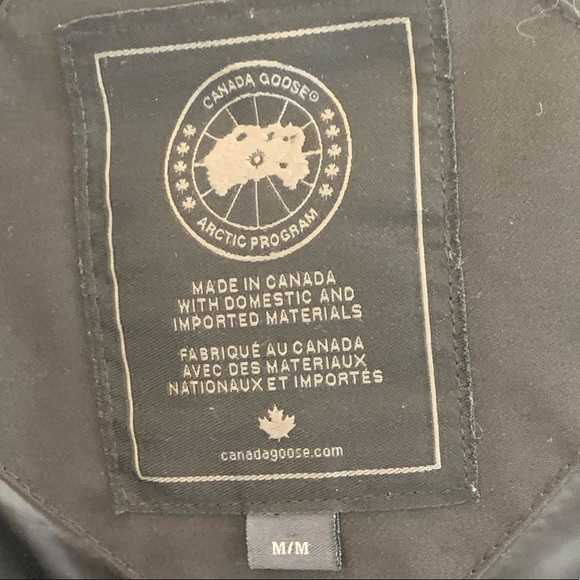 CANADA GOOSE®
ARCTIC PROGRAM
MADE IN CANADA
WITH DOMESTIC AND
IMPORTED MATERIALS
FABRIQUÉ AU CANADA
AVEC DES MATERIAUX
NATIONAUX ET IMPORTÉS
canadagoose.com
M/M